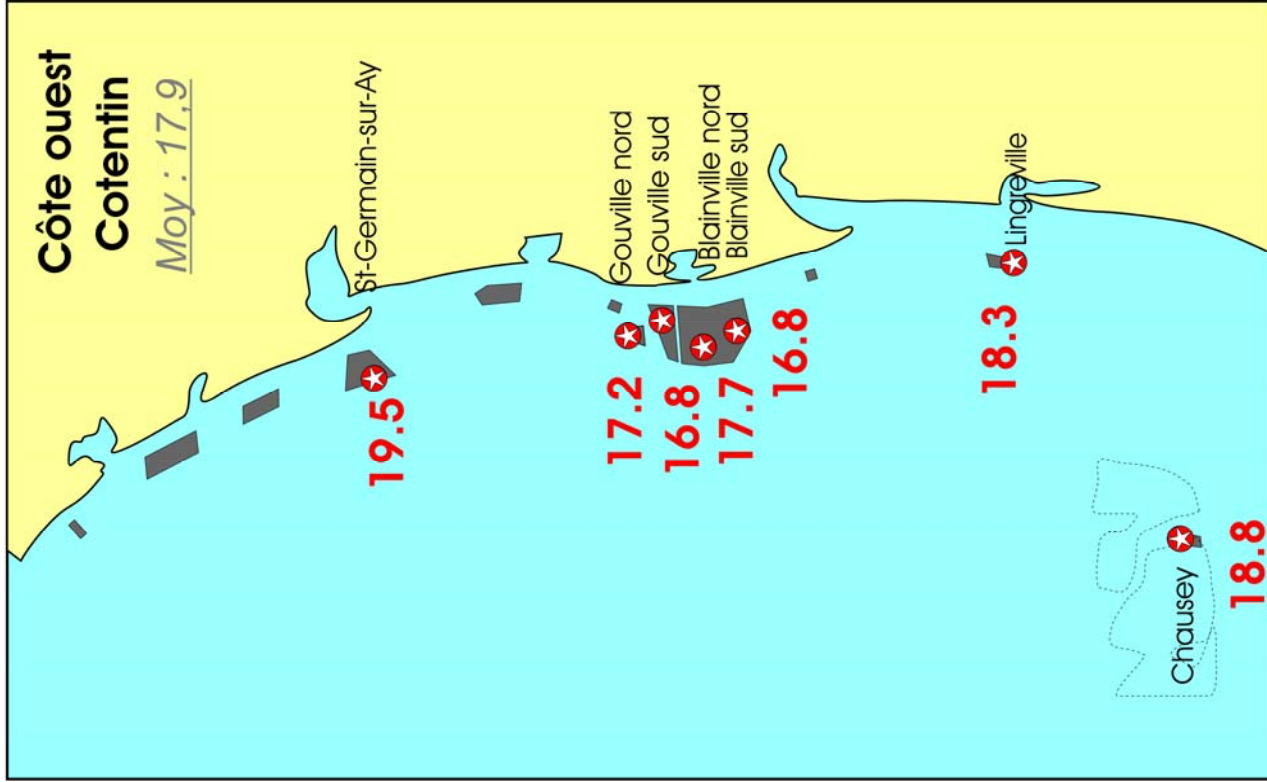 Côte ouest
Cotentin
Moy : 17,9
St-Germain-sur-Ay
19.5
Gouville nord
17.2
Gouville sud
16.8
Blainville nord
17.7
Blainville sud
16.8
Lingreville
18.3
Chausey
18.8